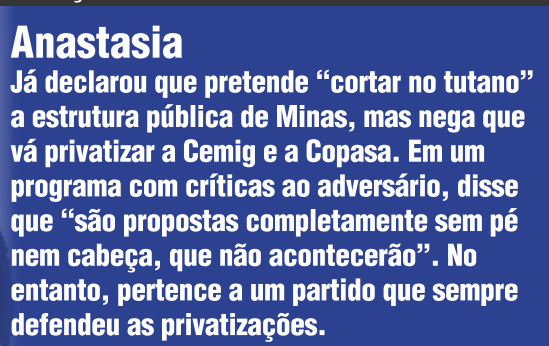 Anastasia
Já declarou que pretende “cortar no tutano”
a estrutura pública de Minas, mas nega que
vá privatizar a Cemig e a Copasa. Em um
programa com críticas ao adversário, disse
que “são propostas completamente sem pé
nem cabeça, que não acontecerão”. No
entanto, pertence a um partido que sempre
defendeu as privatizações.